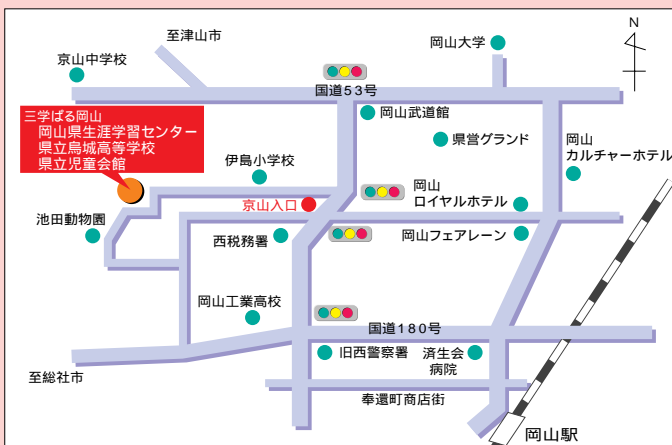 至津山市
岡山大学
N
京山中学校
国道53号
岡山武道館
三学ぱる岡山
岡山県生涯学習センター
県立烏城高等学校
県立児童会館
県営グランド
岡山
カルチャーホテル
伊島小学校
岡山
ロイヤルホテル
京山入口
池田動物園
西税務署
岡山フェアレーン
岡山工業高校
国道180号
旧西警察署
済生会
病院
至総社市
奉還町商店街
岡山駅